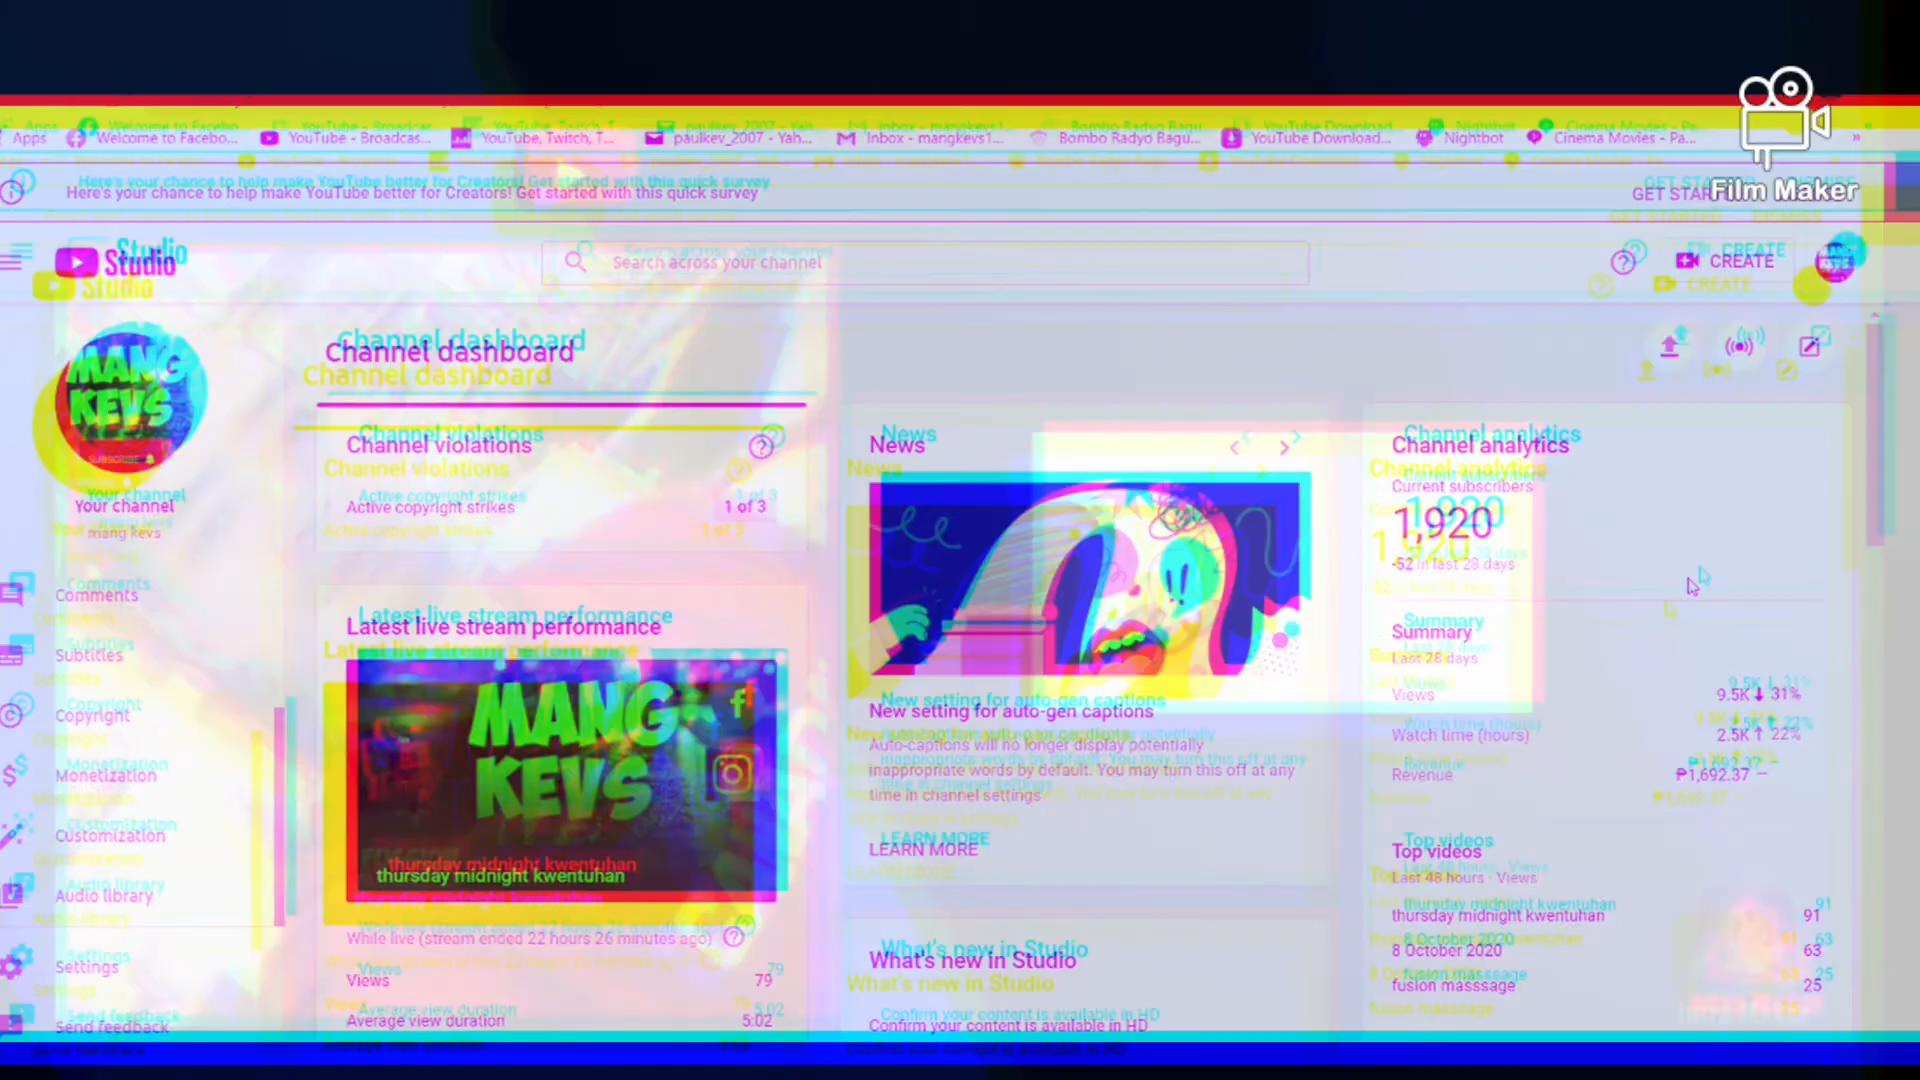 Film Maker
Apps Welcome to Facebo... YouTube - Broadcas... YouTube, Twitch, T... paulkev_2007 - Yah... Inbox - mangkevs1... Bombo Radyo Bagu... YouTube Download... Nightbot Cinema Movies - Pa... »
Here's your chance to help make YouTube better for Creators! Get started with this quick survey
GET STARTED DISMISS
Studio
Search across your channel
CREATE
MANG
KEVS
SUBSCRIBE
Your channel
mang kevs
Comments
Subtitles
Copyright
Monetization
Customization
Audio library
Settings
Send feedback
Channel dashboard
Channel violations
Active copyright strikes 1 of 3
Latest live stream performance
MANG
KEVS
thursday midnight kwentuhan
While live (stream ended 22 hours 26 minutes ago)
Views 79
Average view duration 5:02
News
New setting for auto-gen captions
Auto-captions will no longer display potentially
inappropriate words by default. You may turn this off at any
time in channel settings
LEARN MORE
What's new in Studio
Confirm your content is available in HD
Channel analytics
Current subscribers
1,920
-52 in last 28 days
Summary
Last 28 days
Views 9.5K ↓ 31%
Watch time (hours) 2.5K ↑ 22%
Revenue ₱1,692.37 —
Top videos
Last 48 hours · Views
thursday midnight kwentuhan 91
8 October 2020 63
fusion masssage 25